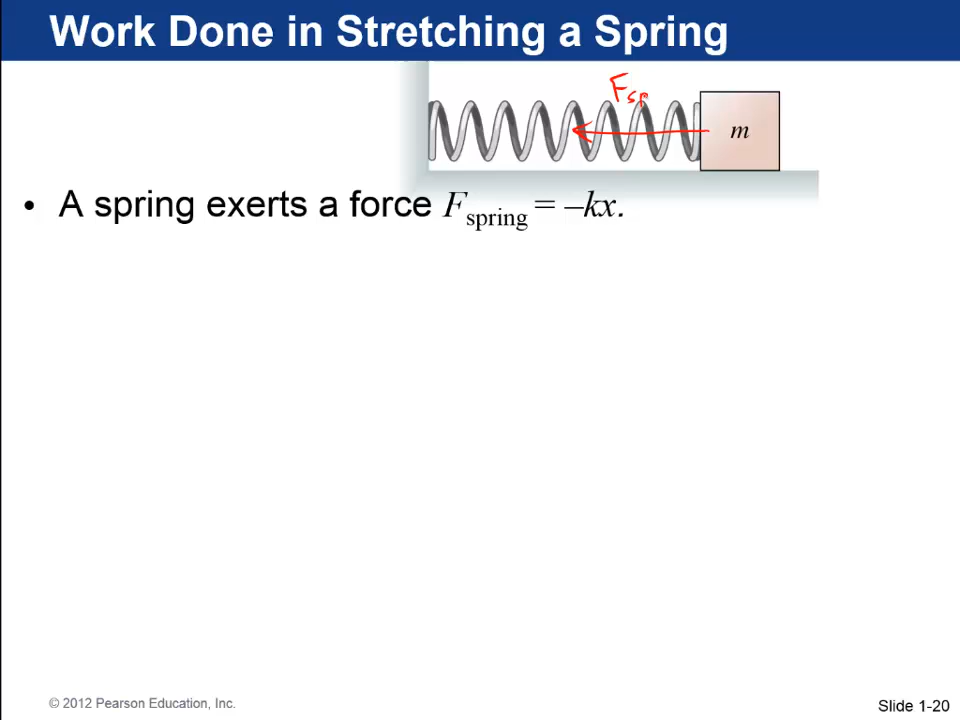 Work Done in Stretching a Spring
Fsp
m
• A spring exerts a force Fspring = –kx.
© 2012 Pearson Education, Inc.
Slide 1-20